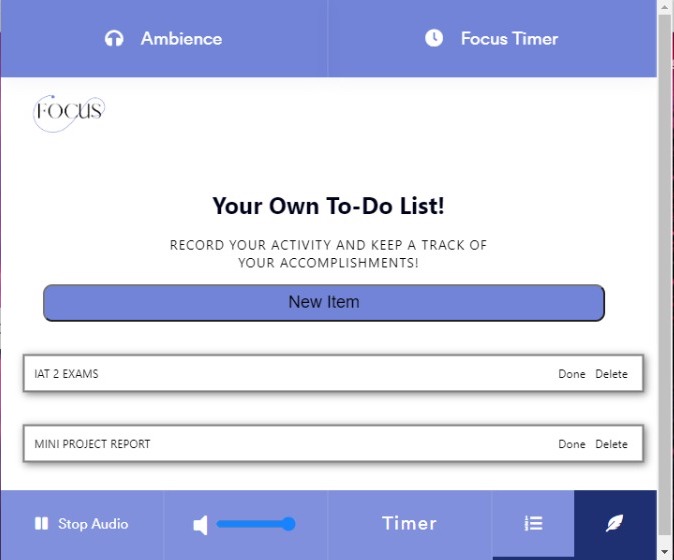 Ambience
Focus Timer
FOCUS
Your Own To-Do List!
RECORD YOUR ACTIVITY AND KEEP A TRACK OF
YOUR ACCOMPLISHMENTS!
New Item
IAT 2 EXAMS Done Delete
MINI PROJECT REPORT Done Delete
Stop Audio
Timer